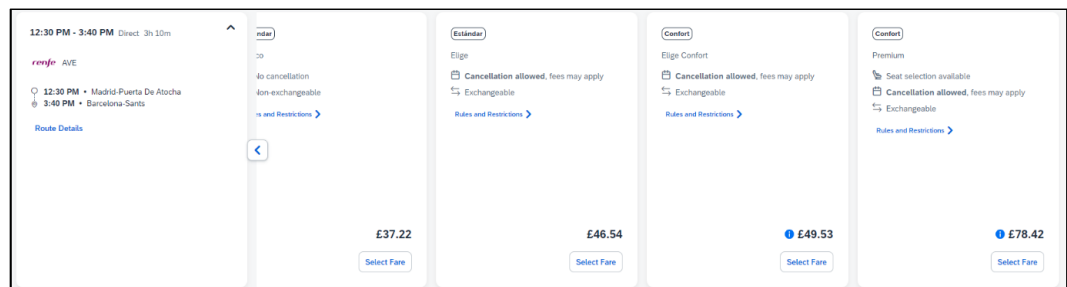 12:30 PM - 3:40 PM Direct 3h 10m
renfe AVE
12:30 PM • Madrid-Puerta De Atocha
3:40 PM • Barcelona-Sants
Route Details
ndar
co
No cancellation
Non-exchangeable
es and Restrictions
£37.22
Select Fare
Estándar
Elige
Cancellation allowed, fees may apply
Exchangeable
Rules and Restrictions
£46.54
Select Fare
Confort
Elige Confort
Cancellation allowed, fees may apply
Exchangeable
Rules and Restrictions
£49.53
Select Fare
Confort
Premium
Seat selection available
Cancellation allowed, fees may apply
Exchangeable
Rules and Restrictions
£78.42
Select Fare